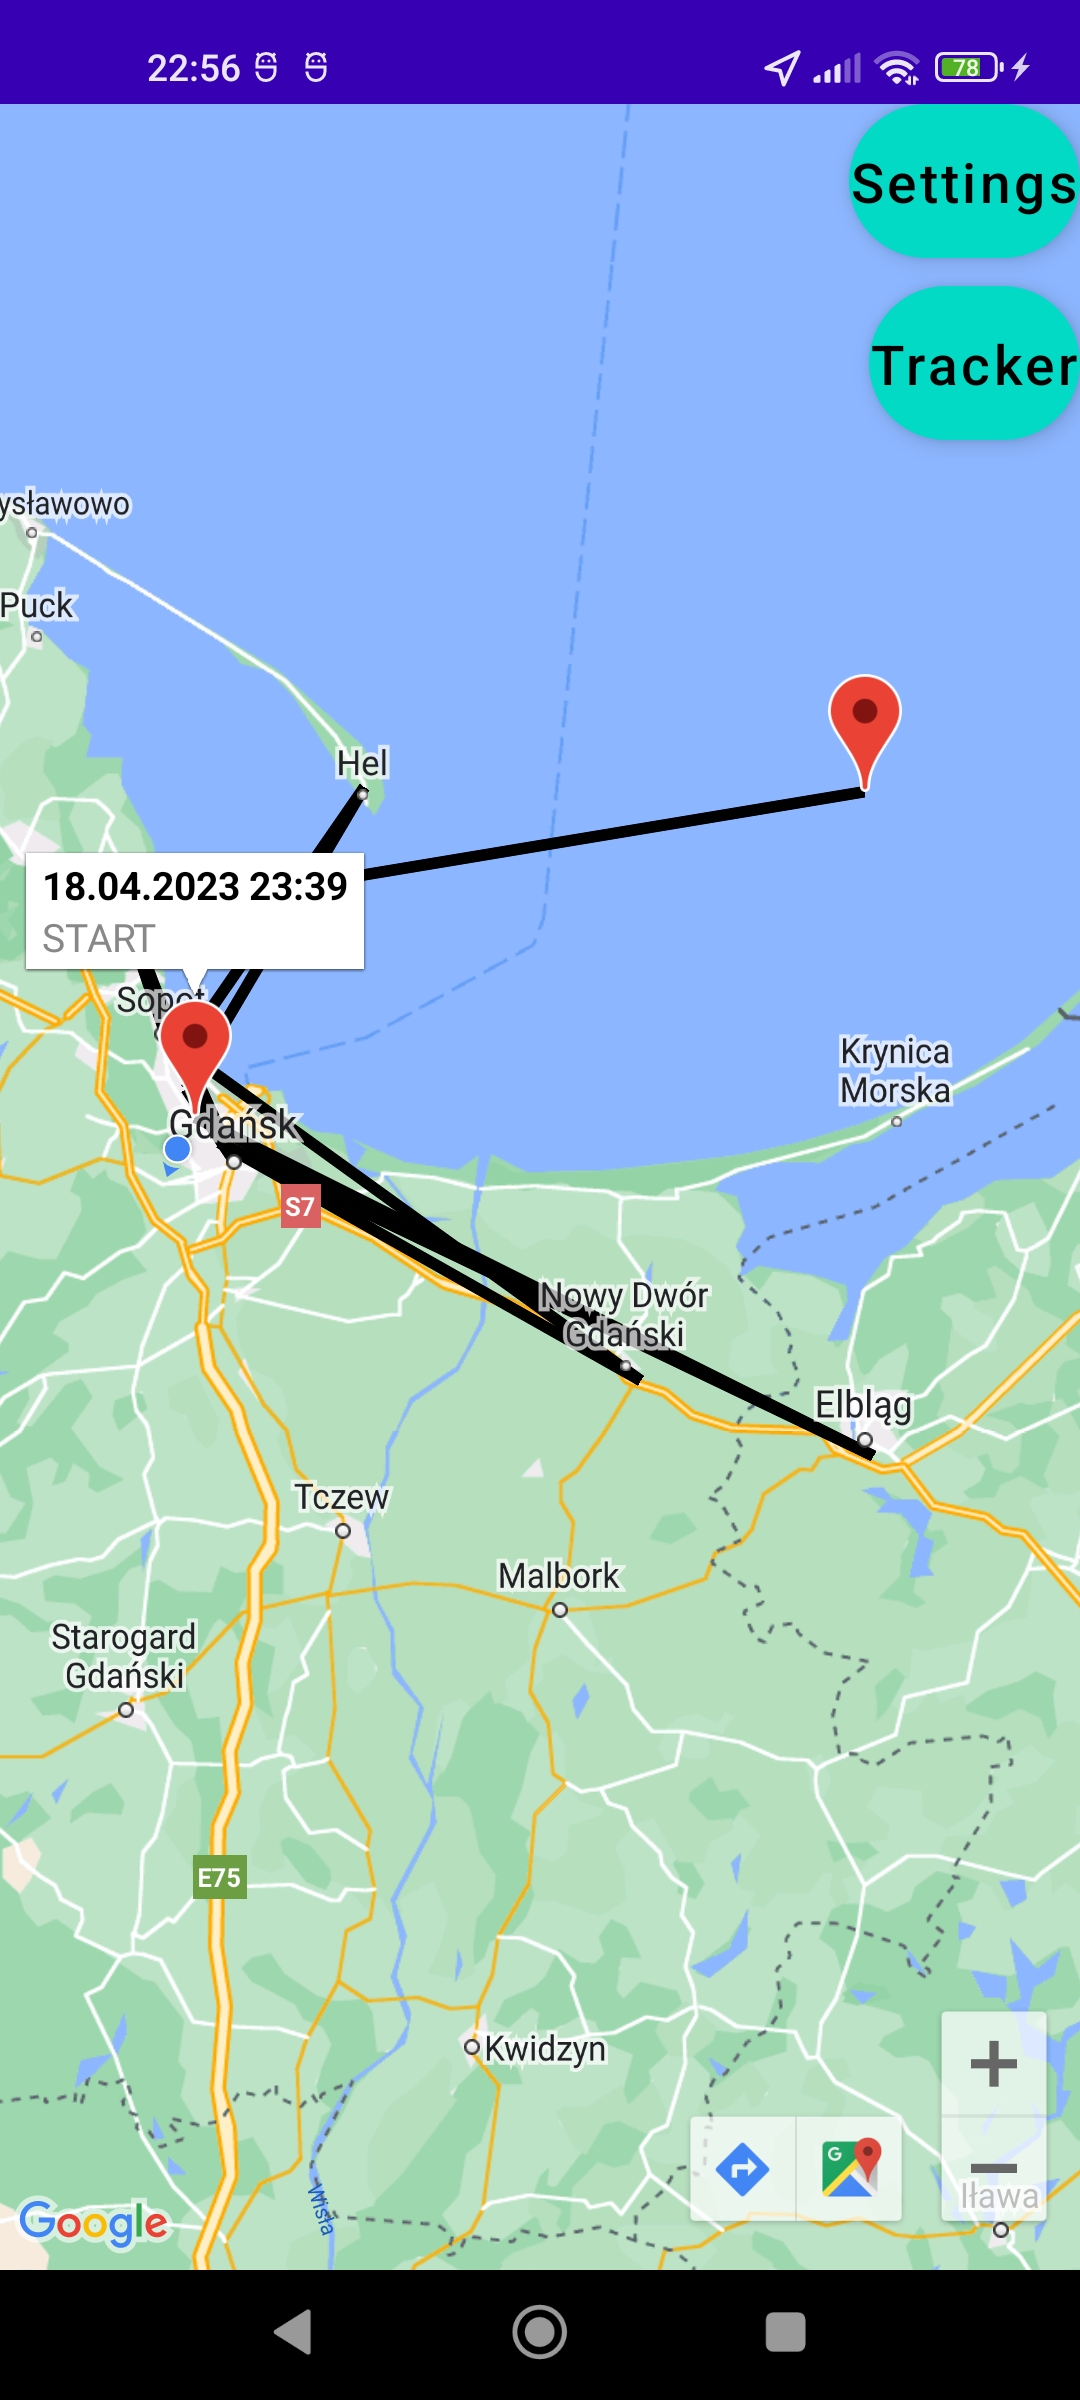 22:56
78
Settings
Tracker
ysławowo
Puck
Hel
18.04.2023 23:39
START
Sopot
Krynica
Morska
Gdańsk
S7
Nowy Dwór
Gdański
Elbląg
Tczew
Malbork
Starogard
Gdański
E75
Kwidzyn
+
G
−
Iława
Wisła
Google